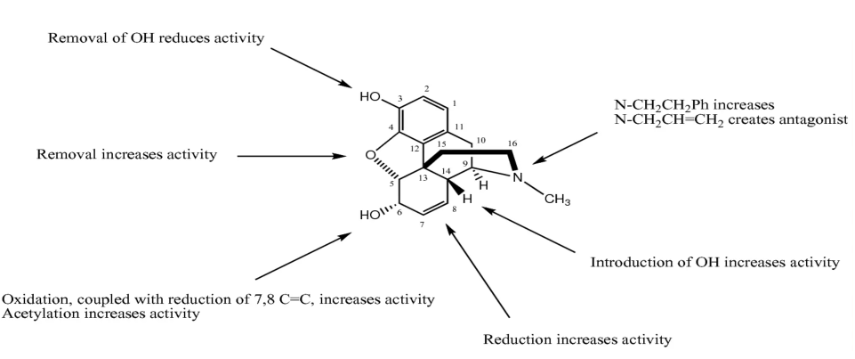 Removal of OH reduces activity
HO
3
2
1
4
11
12
15
10
16
N-CH₂CH₂Ph increases
N-CH₂CH=CH₂ creates antagonist
Removal increases activity
O
5
13
14
9
H
N
CH₃
HO
6
7
8
H
Introduction of OH increases activity
Oxidation, coupled with reduction of 7,8 C=C, increases activity
Acetylation increases activity
Reduction increases activity